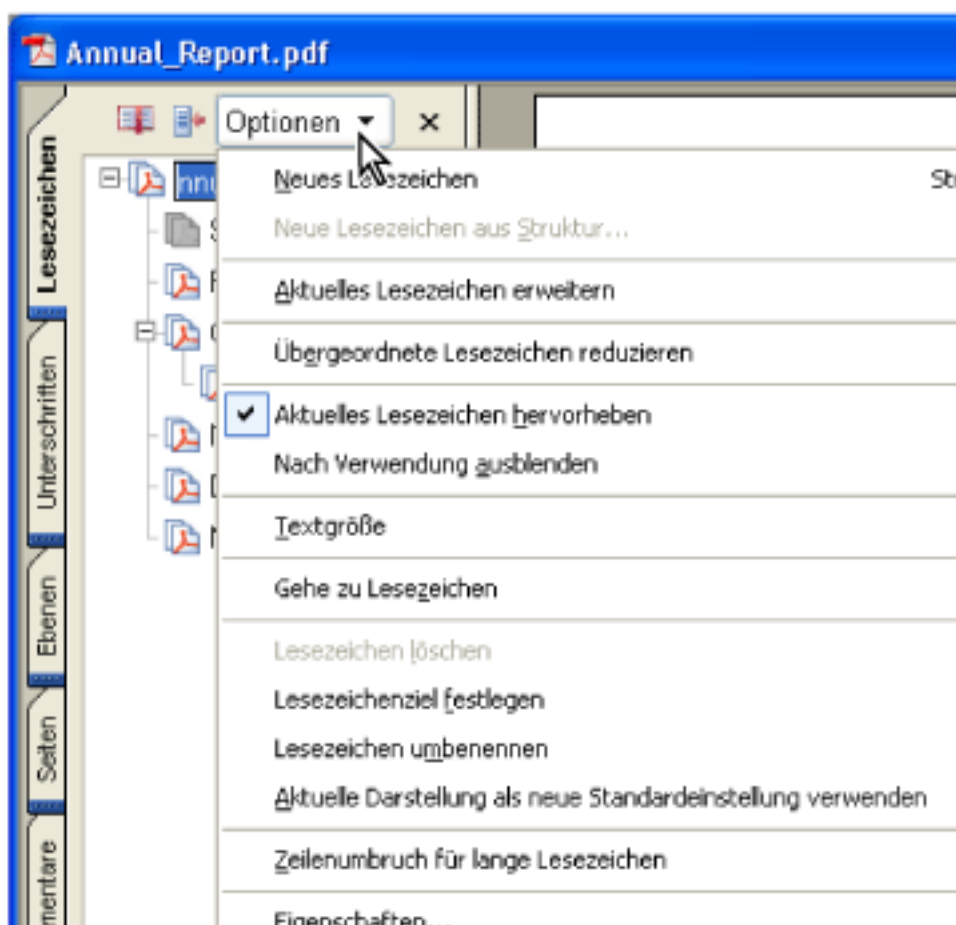 Annual_Report.pdf
Optionen
Lesezeichen
Unterschriften
Ebenen
Seiten
Neues Lesezeichen
Neue Lesezeichen aus Struktur...
Aktuelles Lesezeichen erweitern
Übergeordnete Lesezeichen reduzieren
Aktuelles Lesezeichen hervorheben
Nach Verwendung ausblenden
Textgröße
Gehe zu Lesezeichen
Lesezeichen löschen
Lesezeichenziel festlegen
Lesezeichen umbenennen
Aktuelle Darstellung als neue Standardeinstellung verwenden
Zeilenumbruch für lange Lesezeichen
Eigenschaften...